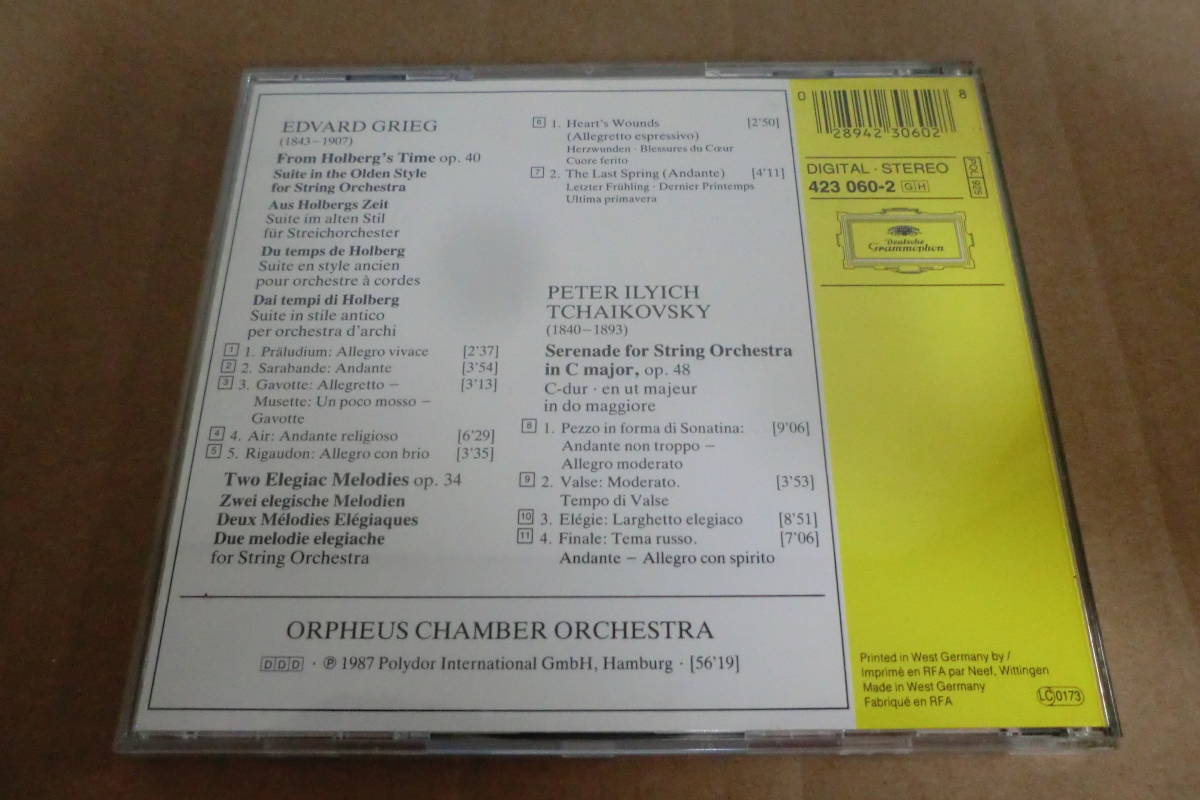 EDVARD GRIEG
(1843–1907)
From Holberg's Time op. 40
Suite in the Olden Style
for String Orchestra
Aus Holbergs Zeit
Suite im alten Stil
für Streichorchester
Du temps de Holberg
Suite en style ancien
pour orchestre à cordes
Dai tempi di Holberg
Suite in stile antico
per orchestra d'archi
1 1. Präludium: Allegro vivace [2'37]
2 2. Sarabande: Andante [3'54]
3 3. Gavotte: Allegretto – [3'13]
Musette: Un poco mosso –
Gavotte
4 4. Air: Andante religioso [6'29]
5 5. Rigaudon: Allegro con brio [3'35]
Two Elegiac Melodies op. 34
Zwei elegische Melodien
Deux Mélodies Elégiaques
Due melodie elegiache
for String Orchestra
6 1. Heart's Wounds [2'50]
(Allegretto espressivo)
Herzwunden · Blessures du Cœur
Cuore ferito
7 2. The Last Spring (Andante) [4'11]
Letzter Frühling · Dernier Printemps
Ultima primavera
PETER ILYICH
TCHAIKOVSKY
(1840–1893)
Serenade for String Orchestra
in C major, op. 48
C-dur · en ut majeur
in do maggiore
8 1. Pezzo in forma di Sonatina: [9'06]
Andante non troppo –
Allegro moderato
9 2. Valse: Moderato. [3'53]
Tempo di Valse
10 3. Elégie: Larghetto elegiaco [8'51]
11 4. Finale: Tema russo. [7'06]
Andante – Allegro con spirito
ORPHEUS CHAMBER ORCHESTRA
DDD · ℗ 1987 Polydor International GmbH, Hamburg · [56'19]
0 28942 30602 8
DIGITAL · STEREO
423 060-2 GH
POL 925
Deutsche
Grammophon
Printed in West Germany by /
Imprimé en RFA par Neef, Wittingen
Made in West Germany
Fabriqué en RFA
LC 0173